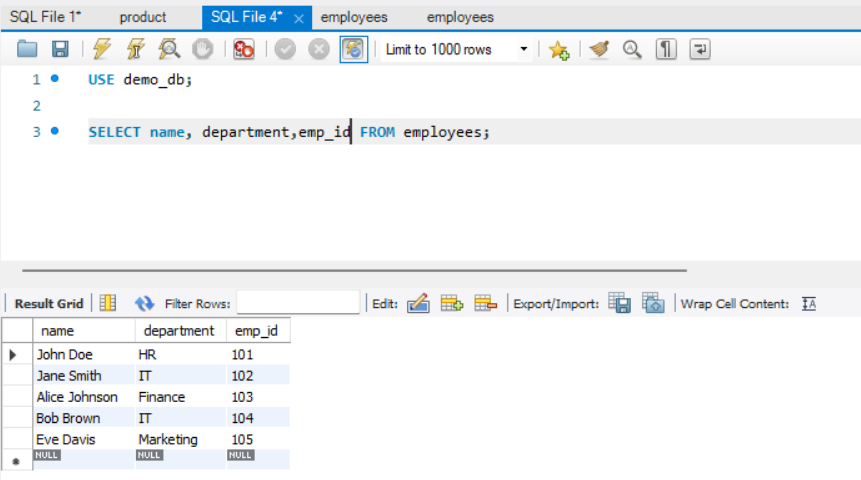 SQL File 1* product SQL File 4* × employees employees
Limit to 1000 rows
1 USE demo_db;
2
3 SELECT name, department,emp_id FROM employees;
Result Grid Filter Rows: Edit: Export/Import: Wrap Cell Content: IA
name department emp_id
John Doe HR 101
Jane Smith IT 102
Alice Johnson Finance 103
Bob Brown IT 104
Eve Davis Marketing 105
NULL NULL NULL